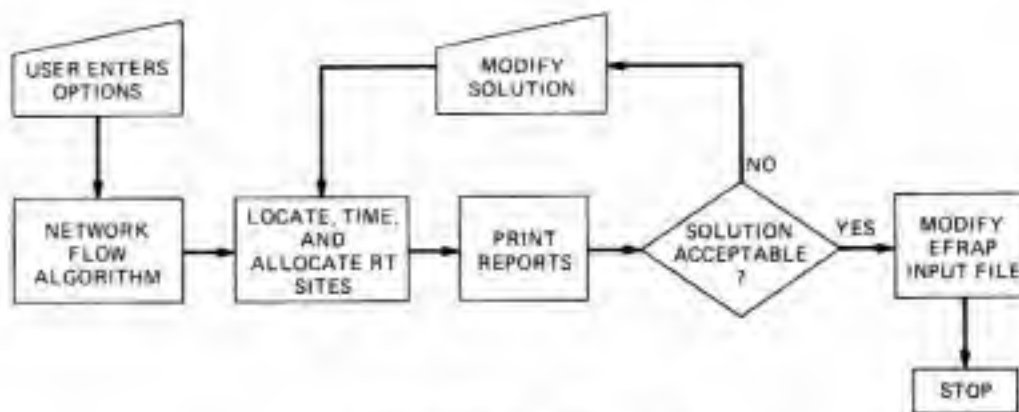 USER ENTERS
OPTIONS
MODIFY
SOLUTION
NO
NETWORK
FLOW
ALGORITHM
LOCATE, TIME,
AND
ALLOCATE RT
SITES
PRINT
REPORTS
SOLUTION
ACCEPTABLE
?
YES
MODIFY
EFRAP
INPUT FILE
STOP